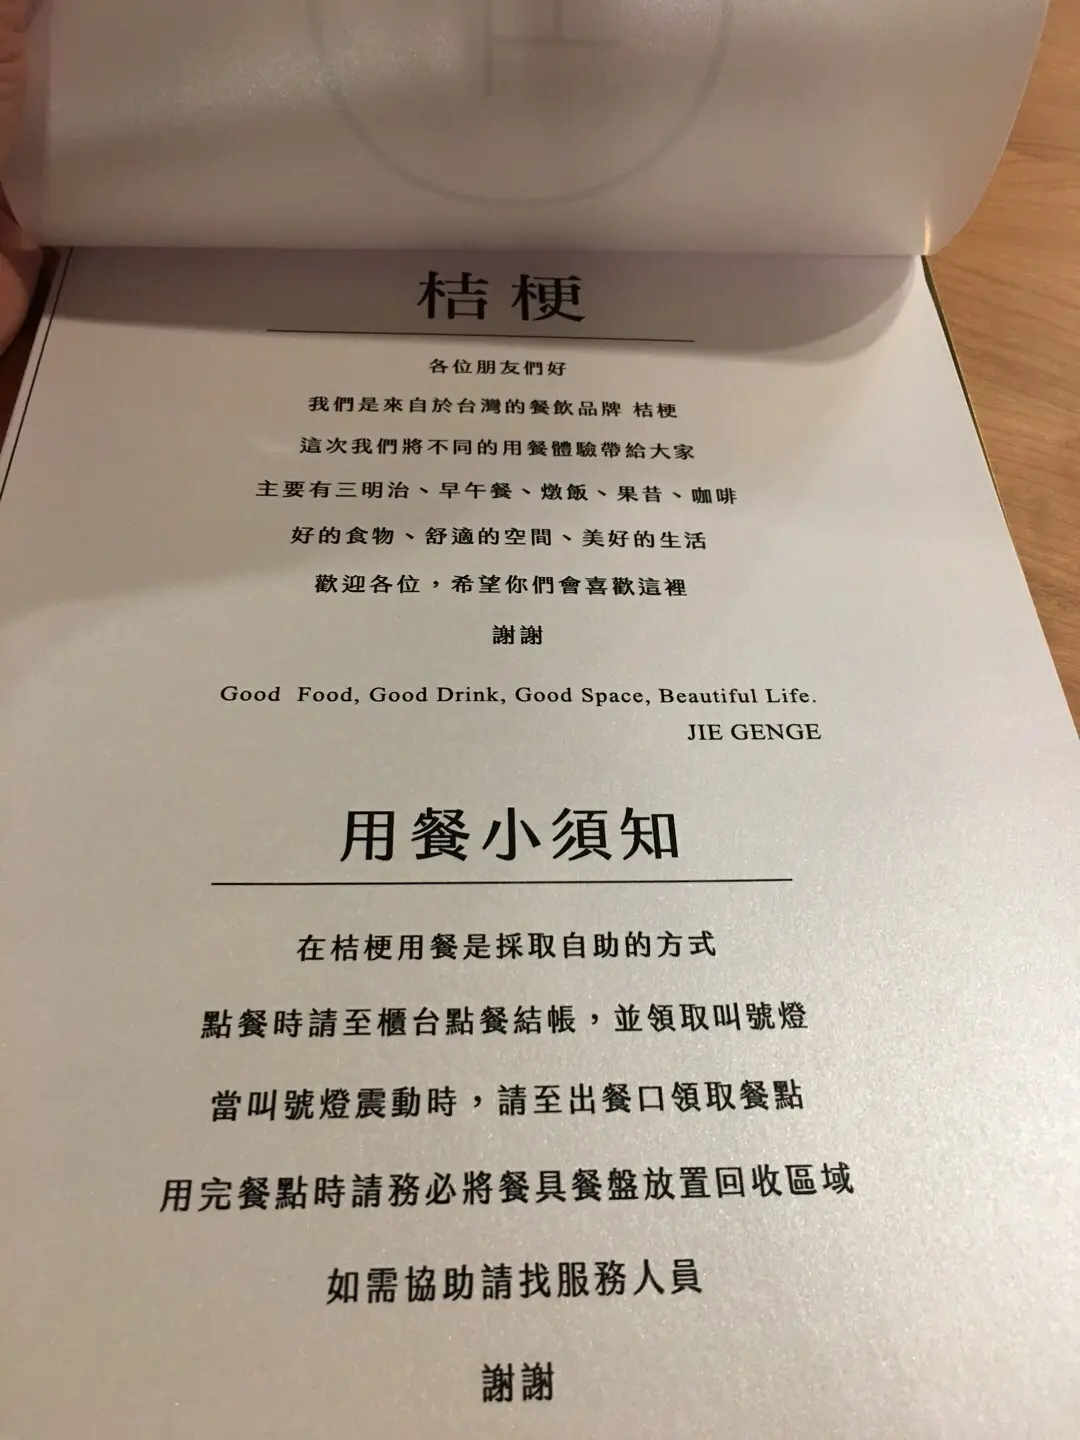 桔梗
各位朋友們好
我們是來自於台灣的餐飲品牌 桔梗
這次我們將不同的用餐體驗帶給大家
主要有三明治、早午餐、燉飯、果昔、咖啡
好的食物、舒適的空間、美好的生活
歡迎各位，希望你們會喜歡這裡
謝謝
Good Food, Good Drink, Good Space, Beautiful Life.
JIE GENGE
用餐小須知
在桔梗用餐是採取自助的方式
點餐時請至櫃台點餐結帳，並領取叫號燈
當叫號燈震動時，請至出餐口領取餐點
用完餐點時請務必將餐具餐盤放置回收區域
如需協助請找服務人員
謝謝